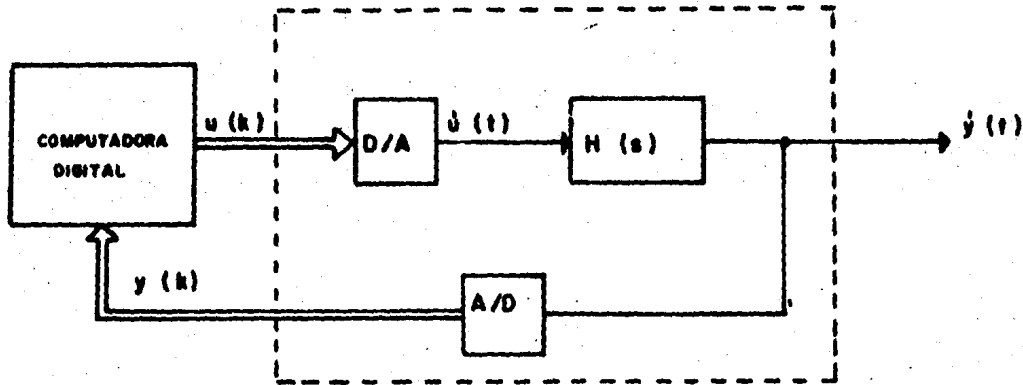 COMPUTADORA
DIGITAL
u (k)
D/A
u̇ (t)
H (s)
ẏ (t)
y (k)
A/D